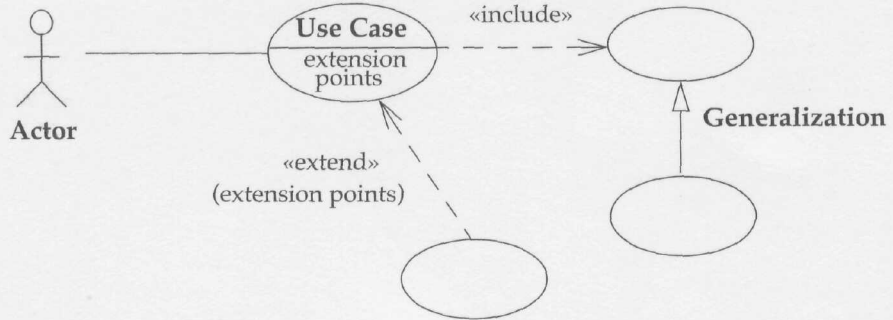 Use Case
extension
points
«include»
Actor
Generalization
«extend»
(extension points)